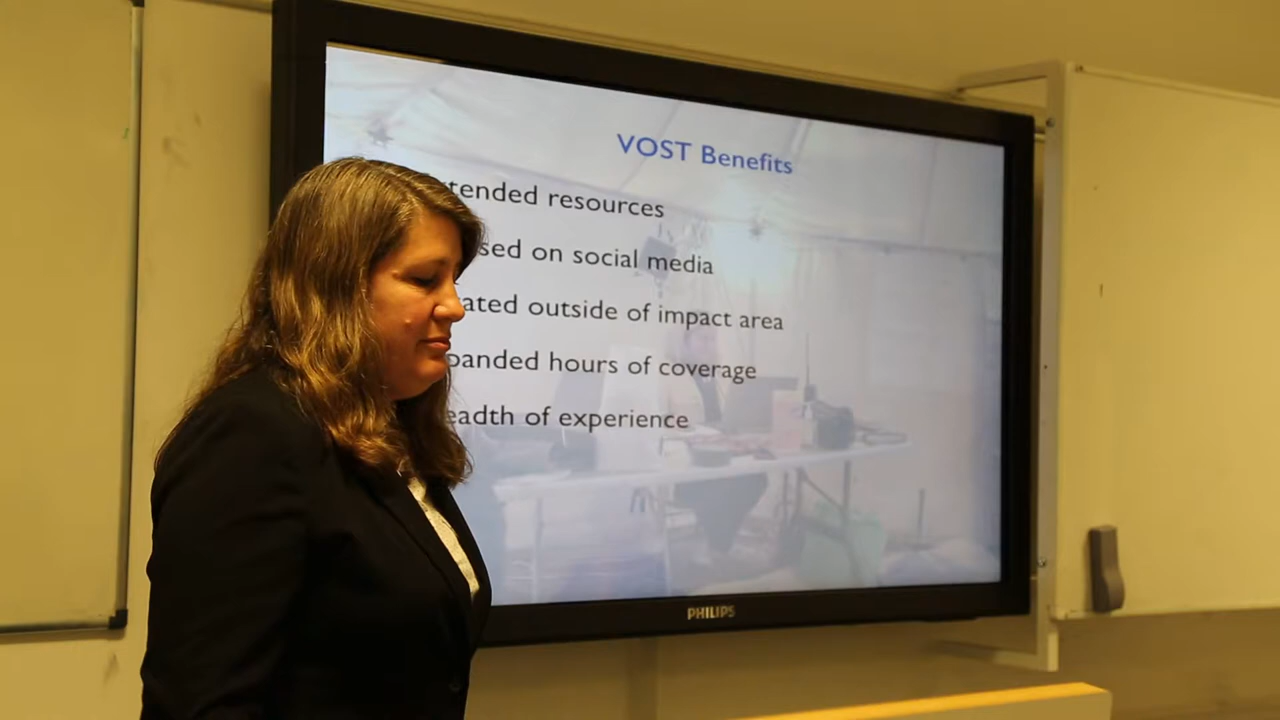 VOST Benefits
tended resources
sed on social media
ated outside of impact area
panded hours of coverage
eadth of experience
PHILIPS